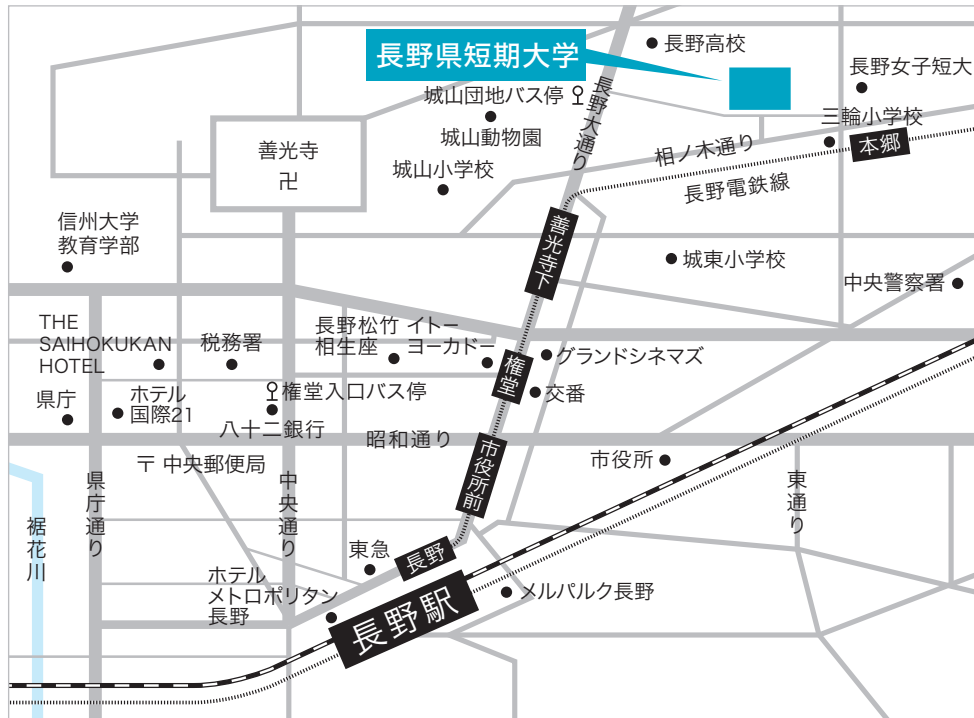 長野高校
長野県短期大学
長野女子短大
城山団地バス停
長野大通り
三輪小学校
城山動物園
本郷
相ノ木通り
善光寺
卍
城山小学校
長野電鉄線
信州大学
教育学部
善光寺下
城東小学校
中央警察署
THE
SAIHOKUKAN
HOTEL
税務署
長野松竹
相生座
イトー
ヨーカドー
グランドシネマズ
権堂
県庁
ホテル
国際21
権堂入口バス停
交番
八十二銀行
昭和通り
〒 中央郵便局
市役所前
市役所
県庁通り
中央通り
東通り
裾花川
東急
長野
ホテル
メトロポリタン
長野
メルパルク長野
長野駅